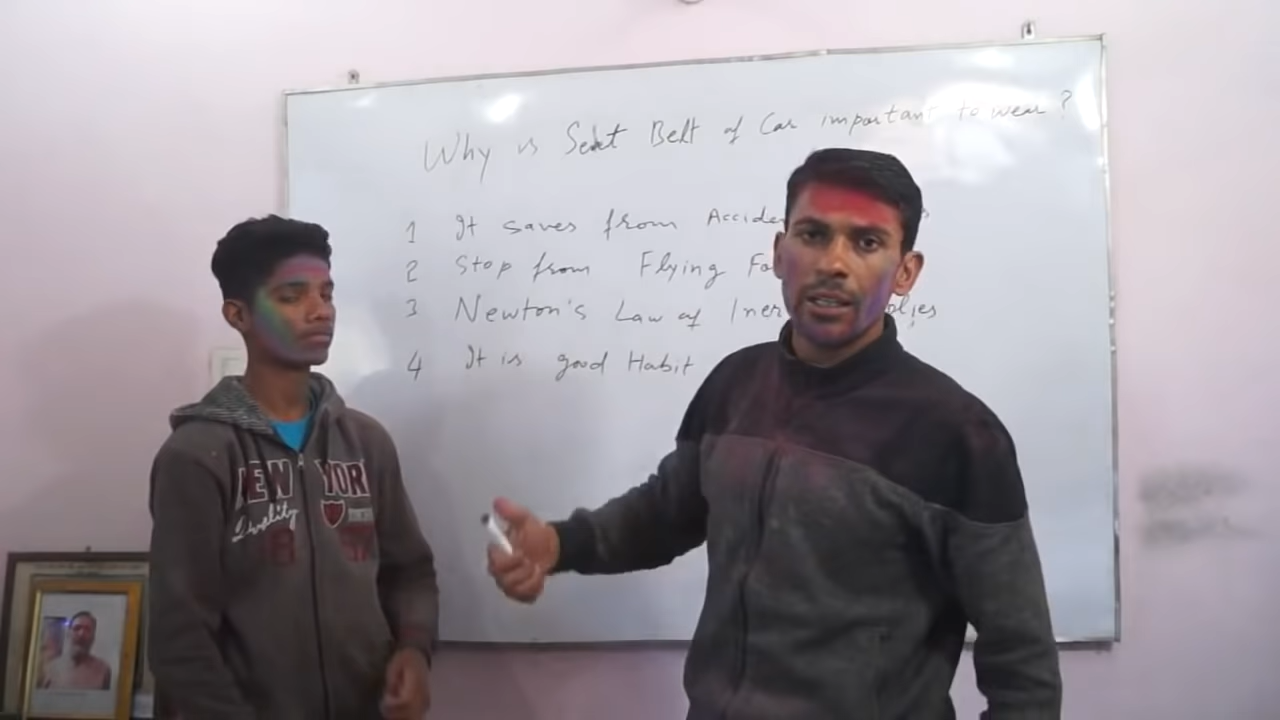 Why is Seat Belt of Car important to wear ?
1 It saves from
2 Stop from Flying
3 Newton's Law of
4 It is good Habit
NEW YORK